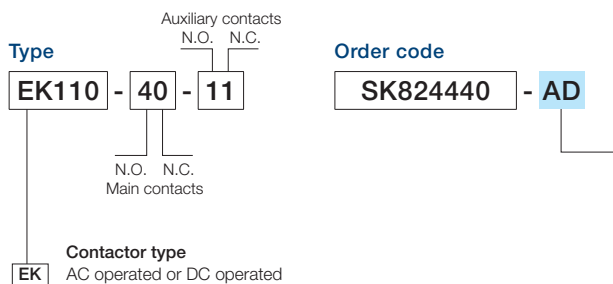 Auxiliary contacts
N.O. N.C.
Type
EK110 - 40 - 11
N.O. N.C.
Main contacts
Order code
SK824440 - AD
Contactor type
EK AC operated or DC operated